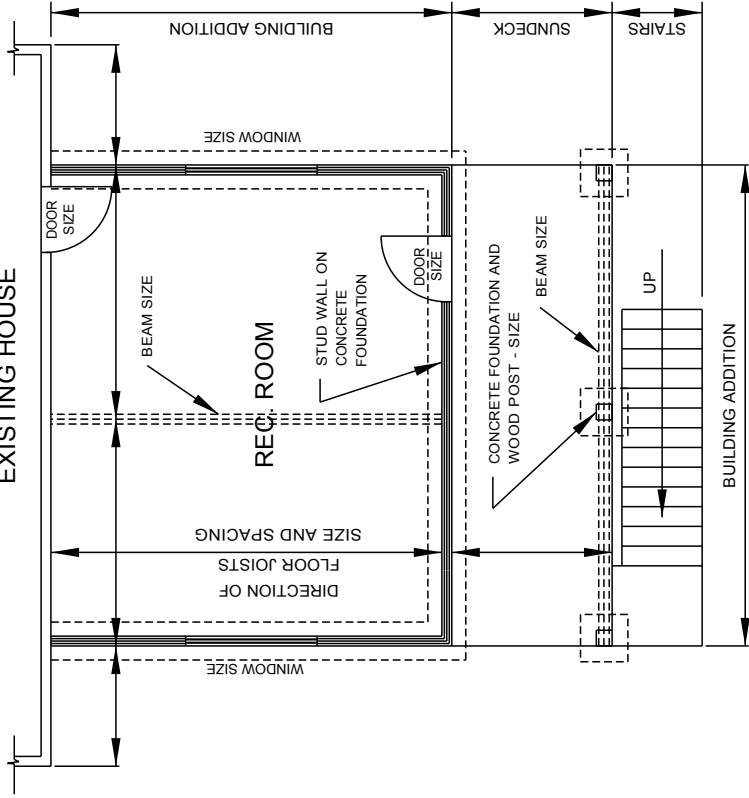 EXISTING HOUSE
BUILDING ADDITION
SUNDECK
STAIRS
WINDOW SIZE
DOOR
SIZE
BEAM SIZE
STUD WALL ON
CONCRETE
FOUNDATION
DOOR
SIZE
REC. ROOM
DIRECTION OF
FLOOR JOISTS
SIZE AND SPACING
WINDOW SIZE
CONCRETE FOUNDATION AND
WOOD POST - SIZE
BEAM SIZE
UP
BUILDING ADDITION